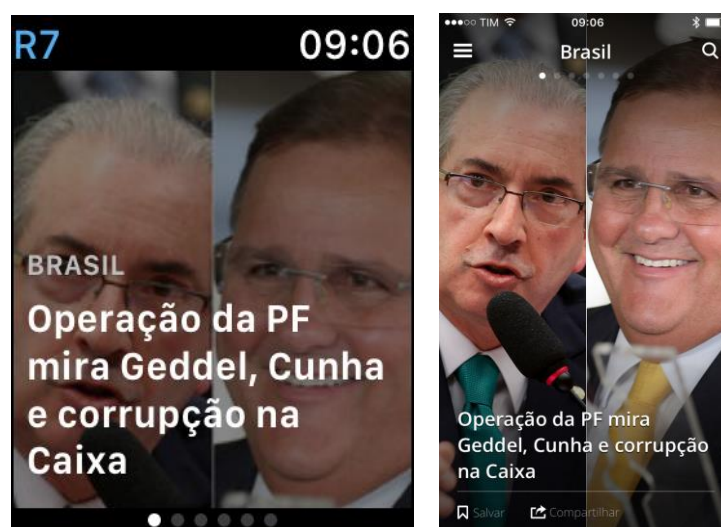 R7 09:06
BRASIL
Operação da PF
mira Geddel, Cunha
e corrupção na
Caixa
TIM 09:06
Brasil
Operação da PF mira
Geddel, Cunha e corrupção
na Caixa
Salvar Compartilhar